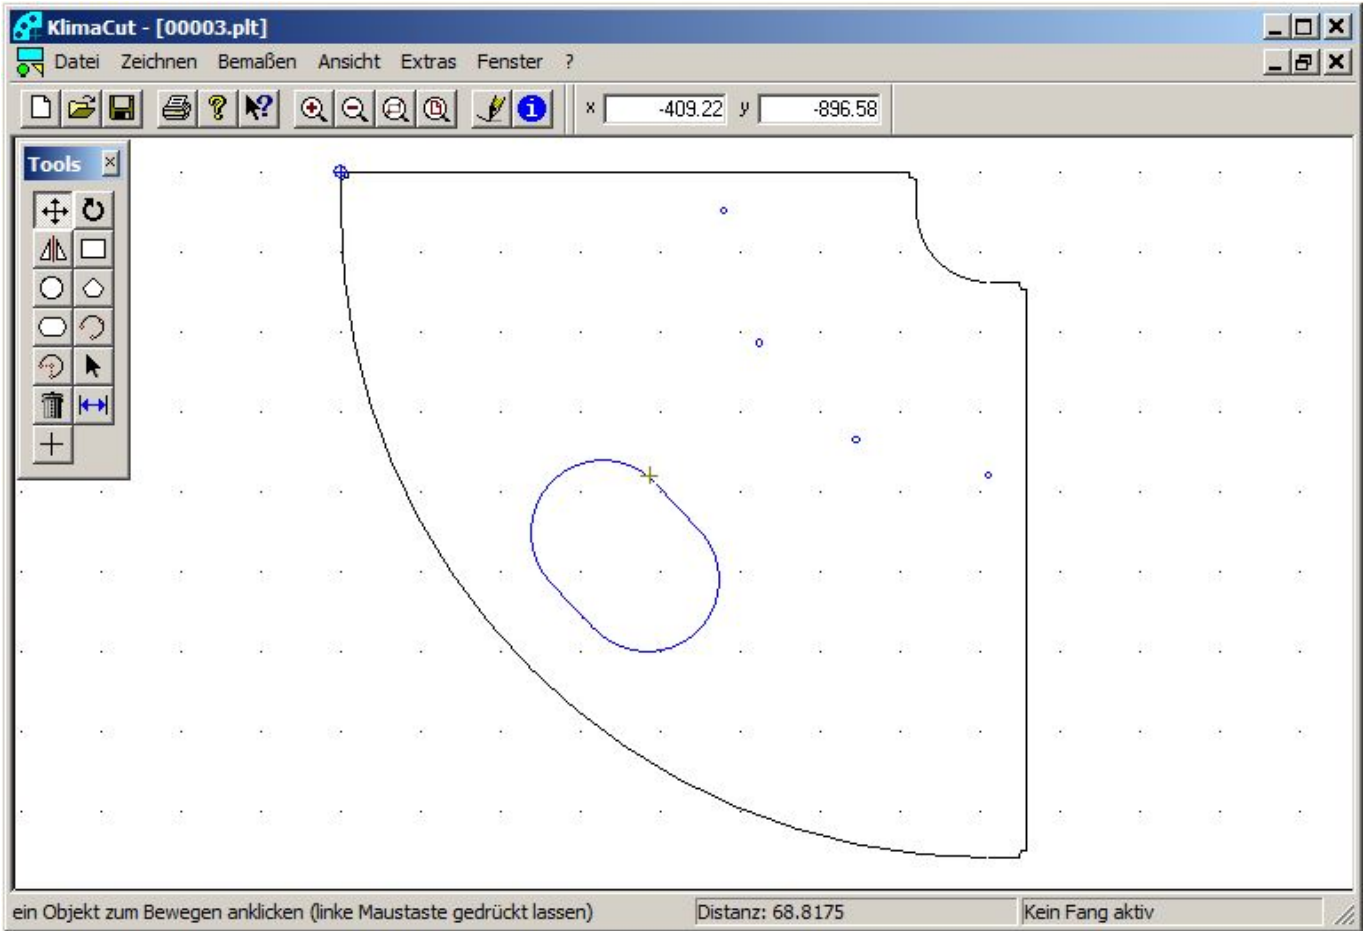 KlimaCut - [00003.plt]
Datei Zeichnen Bemaßen Ansicht Extras Fenster ?
x -409.22 y -896.58
Tools
ein Objekt zum Bewegen anklicken (linke Maustaste gedrückt lassen) Distanz: 68.8175 Kein Fang aktiv